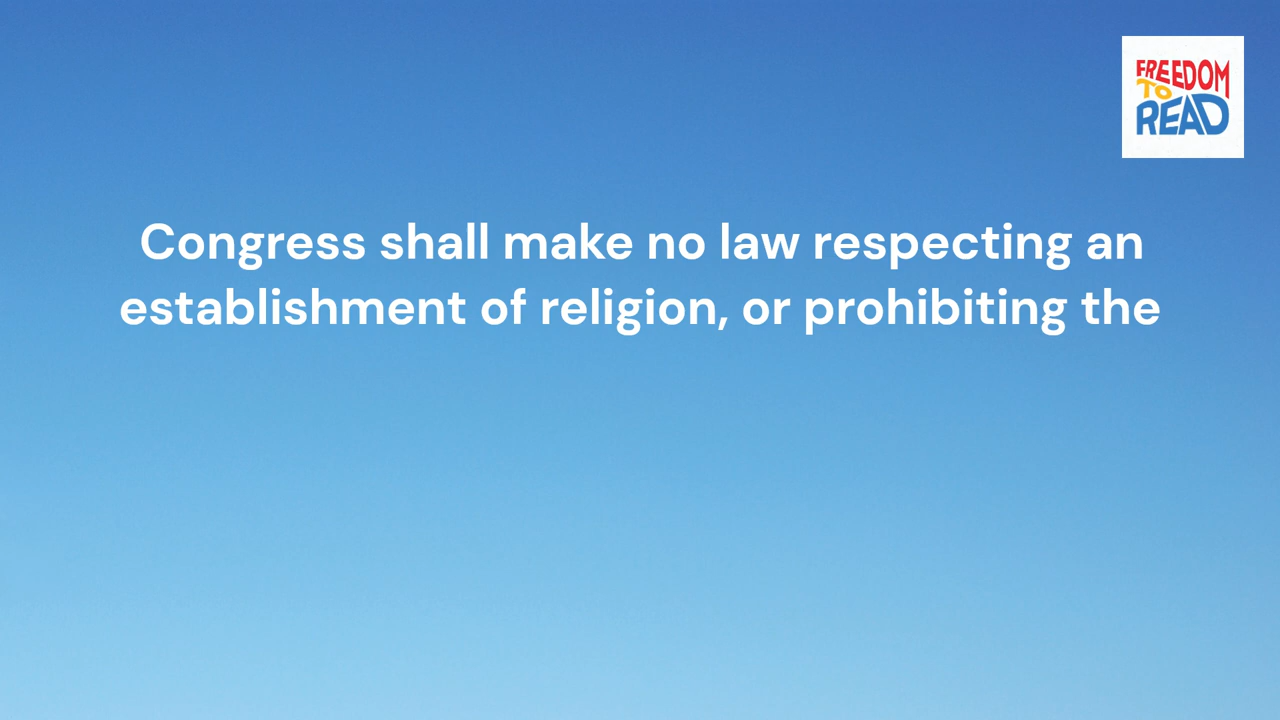 FREEDOM
TO
READ
Congress shall make no law respecting an
establishment of religion, or prohibiting the